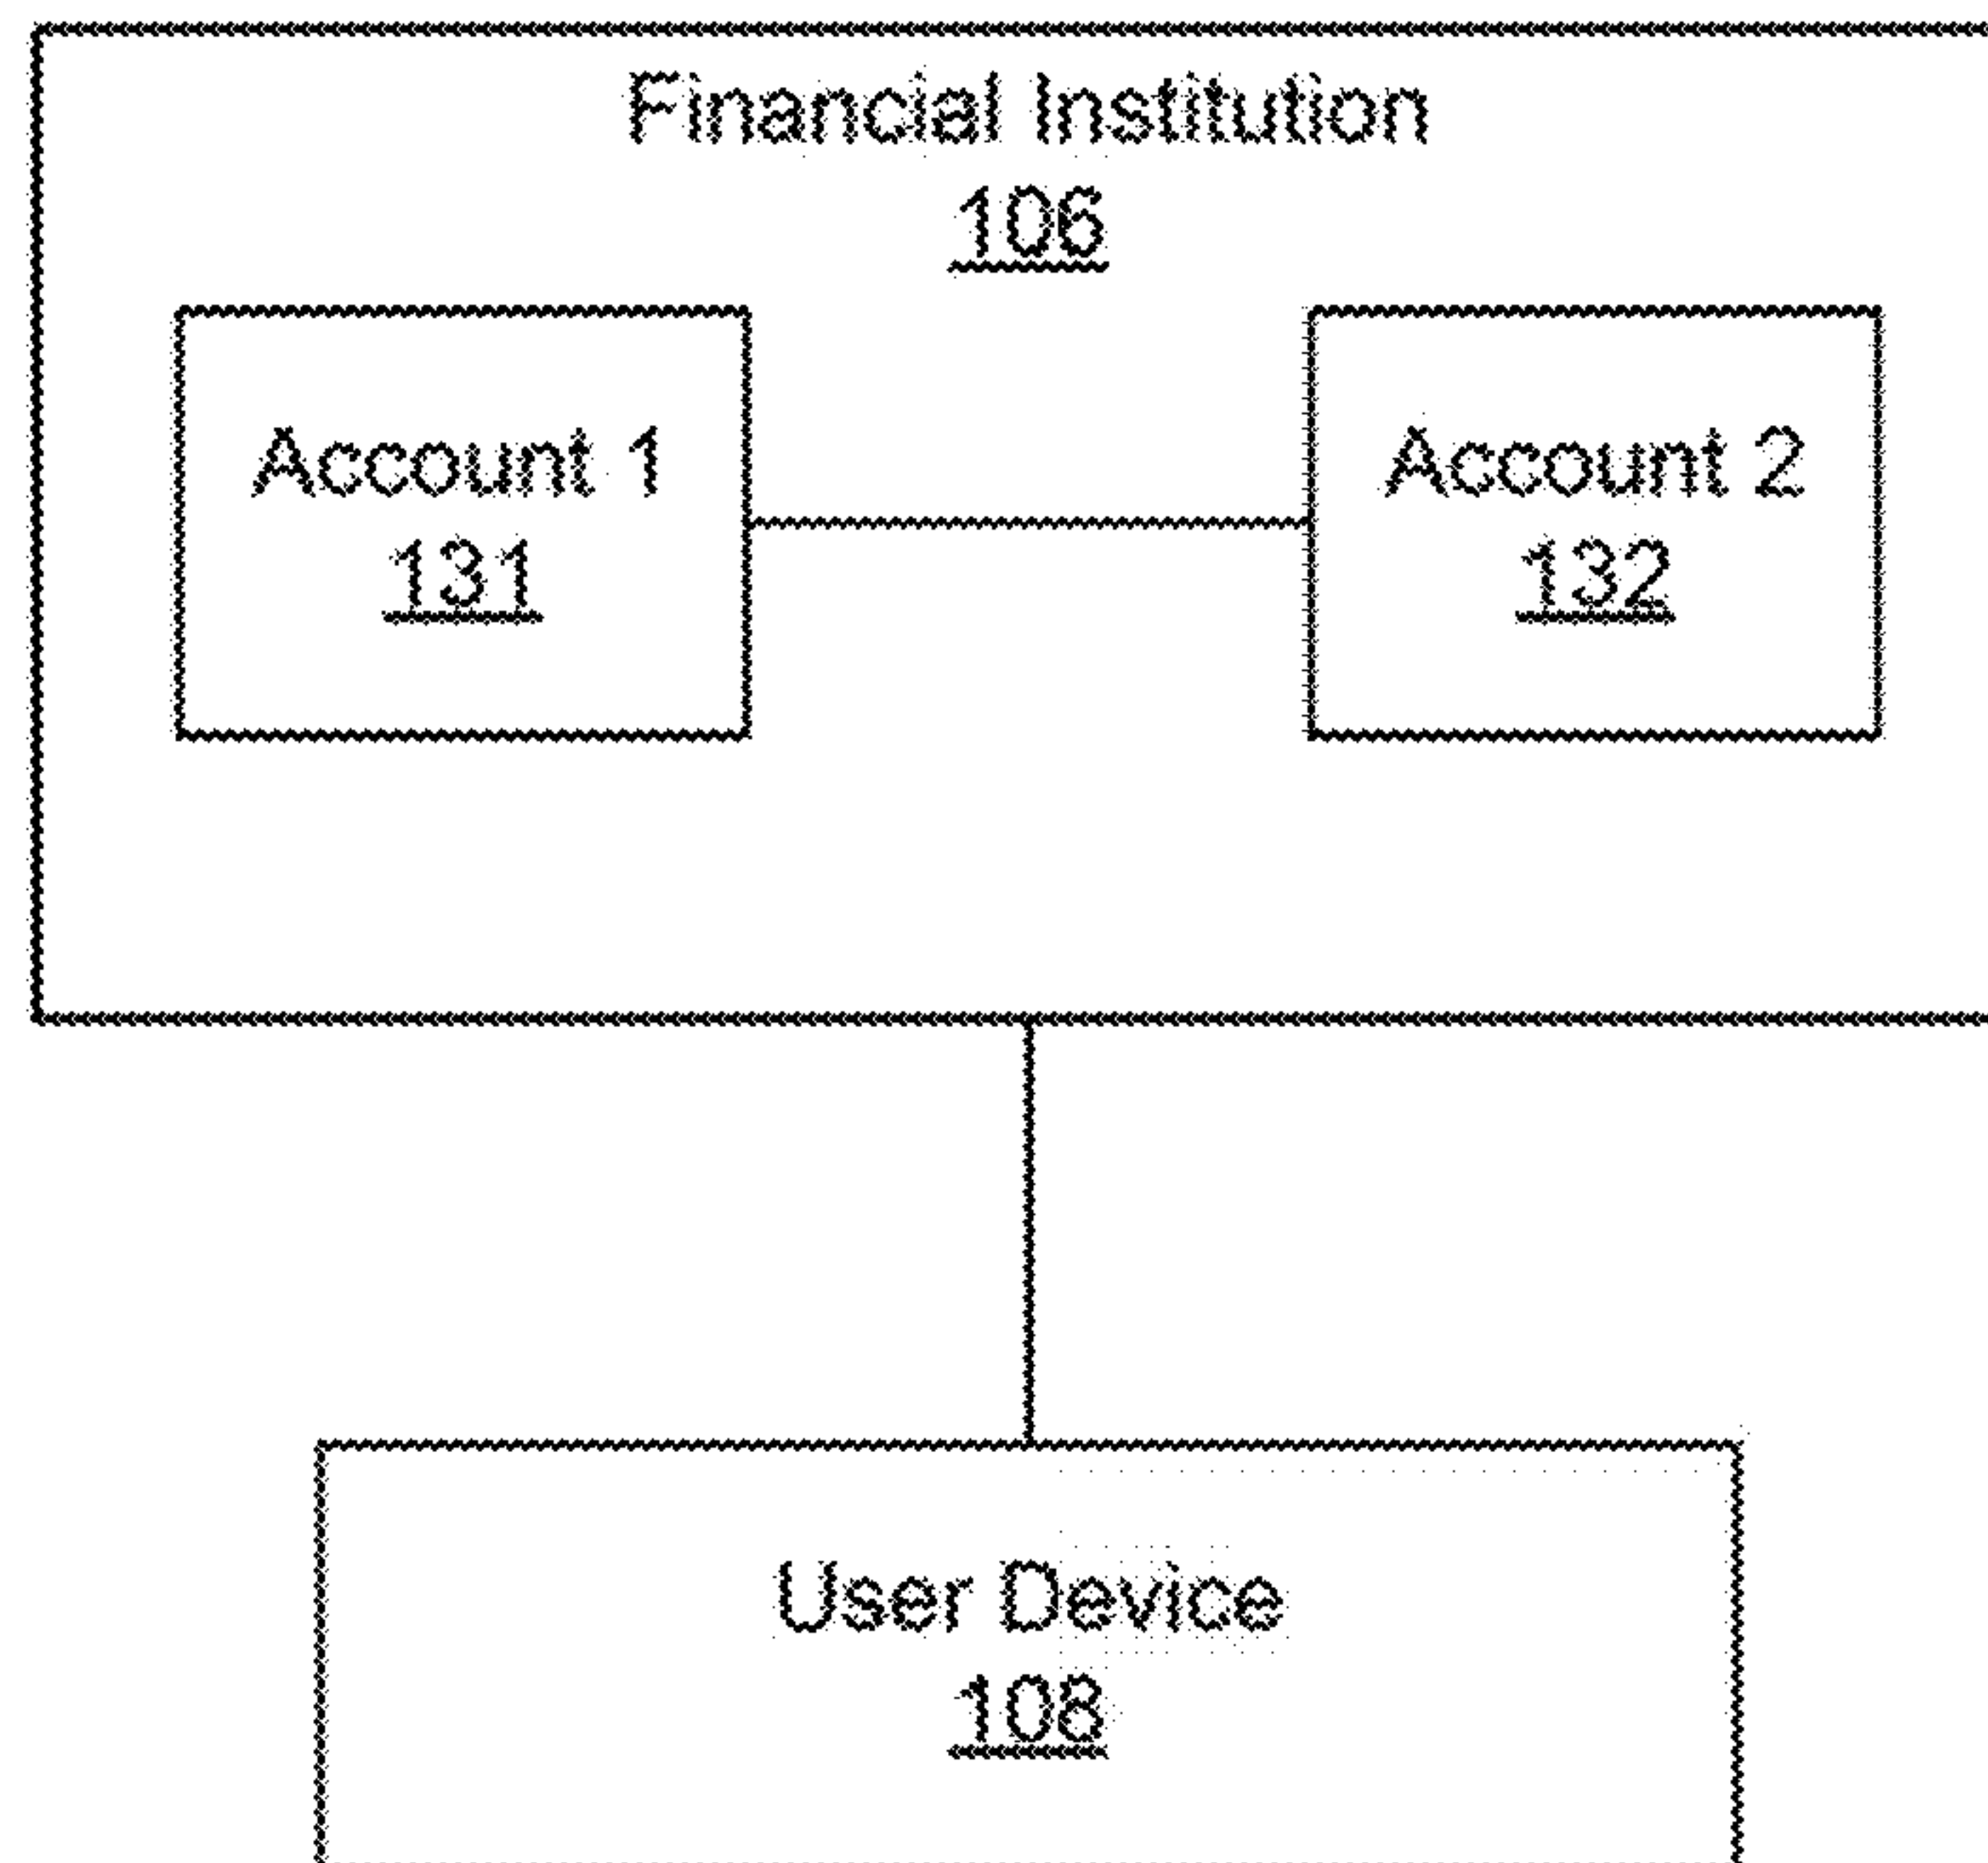 Financial Institution
106
Account 1
131
Account 2
132
User Device
108